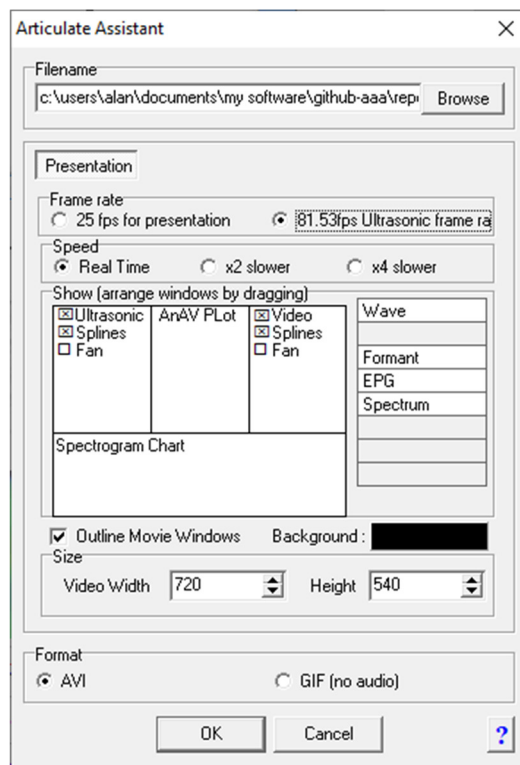 Articulate Assistant
Filename
c:\users\alan\documents\my software\github-aaa\rep
Browse
Presentation
Frame rate
25 fps for presentation
81.53fps Ultrasonic frame ra
Speed
Real Time
x2 slower
x4 slower
Show (arrange windows by dragging)
Ultrasonic
Splines
Fan
AnAV PLot
Video
Splines
Fan
Spectrogram Chart
Wave
Formant
EPG
Spectrum
Outline Movie Windows
Background :
Size
Video Width
720
Height
540
Format
AVI
GIF (no audio)
OK
Cancel
?